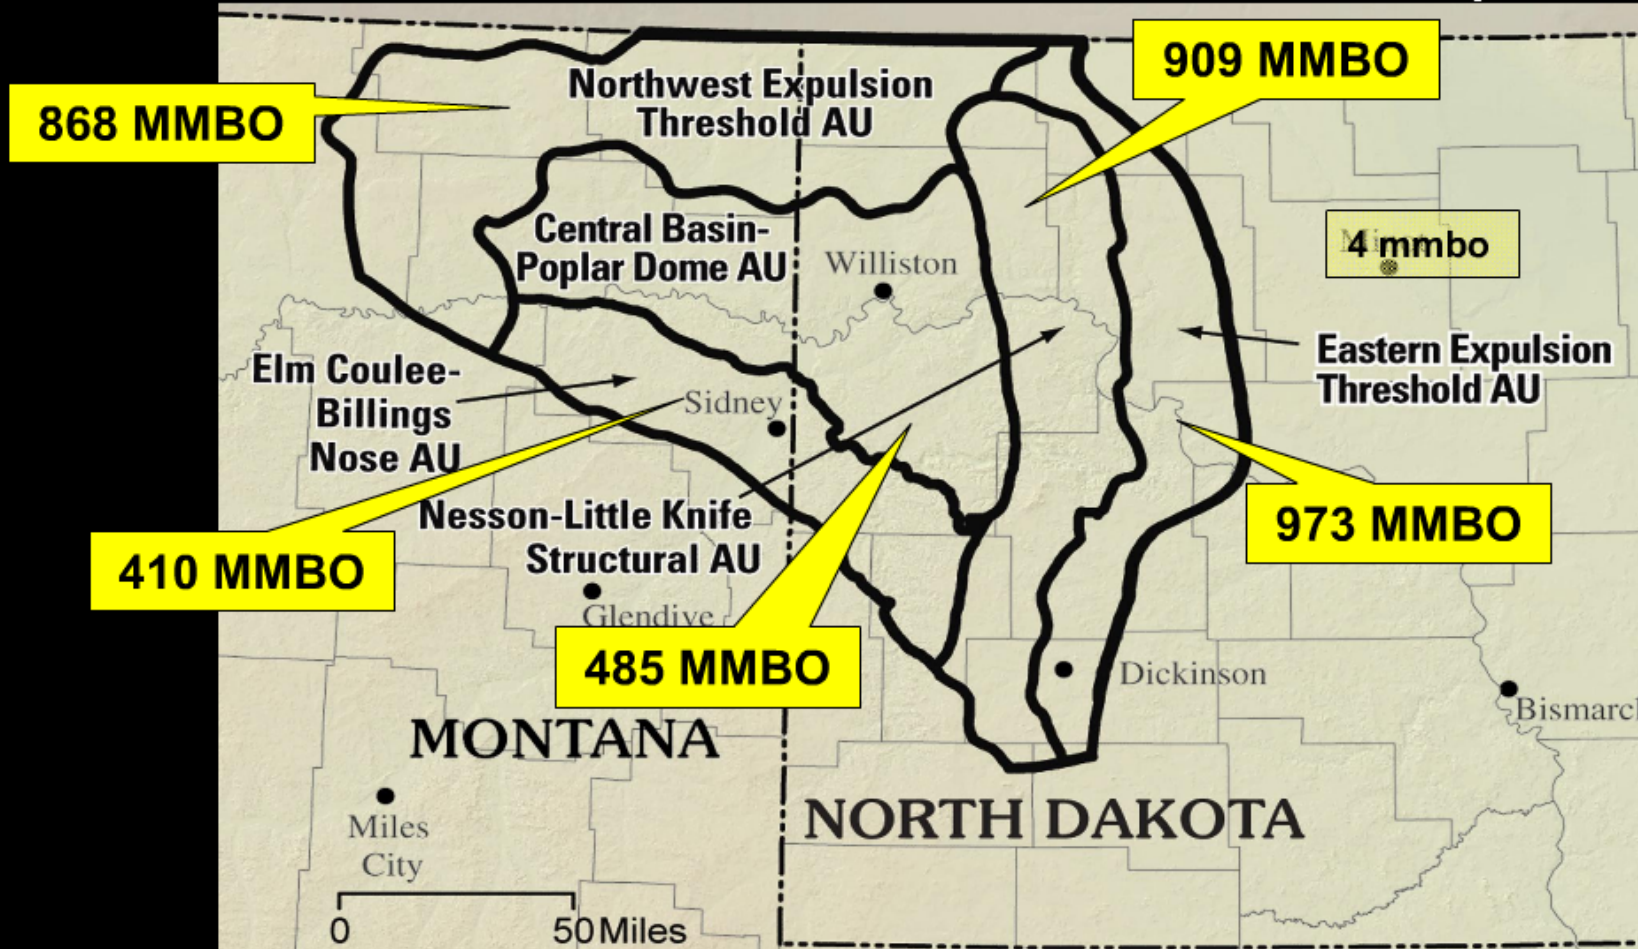 909 MMBO
Northwest Expulsion
Threshold AU
868 MMBO
Central Basin-
Poplar Dome AU
Williston
4 mmbo
Eastern Expulsion
Threshold AU
Elm Coulee-
Billings
Nose AU
Sidney
Nesson-Little Knife
Structural AU
973 MMBO
410 MMBO
Glendive
485 MMBO
Dickinson
Bismarc
MONTANA
NORTH DAKOTA
Miles
City
0 50 Miles